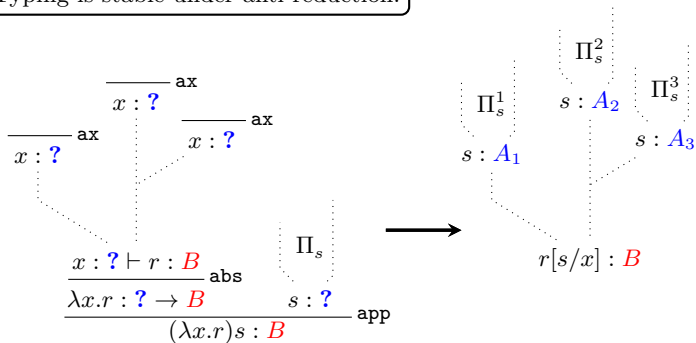 Typing is stable under anti-reduction.
Π_s^2
ax
x : ?
Π_s^1
Π_s^3
s : A_2
ax
x : ?
ax
x : ?
s : A_1
s : A_3
Π_s
x : ? ⊢ r : B
abs
r[s/x] : B
λx.r : ? → B
s : ?
app
(λx.r)s : B